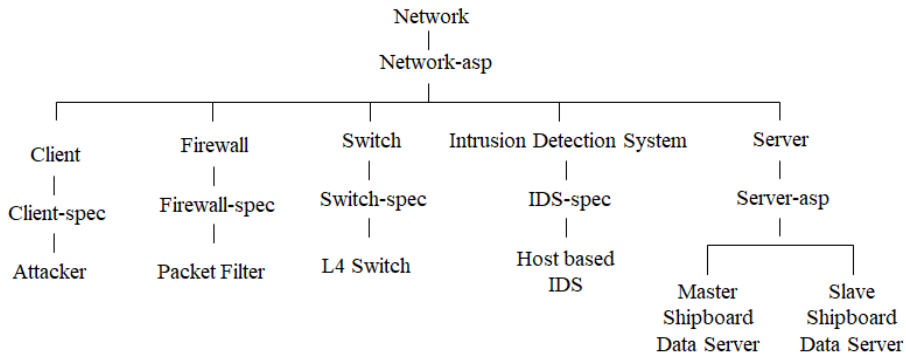 Network
Network-asp
Client
Firewall
Switch
Intrusion Detection System
Server
Client-spec
Firewall-spec
Switch-spec
IDS-spec
Server-asp
Attacker
Packet Filter
L4 Switch
Host based
IDS
Master
Shipboard
Data Server
Slave
Shipboard
Data Server